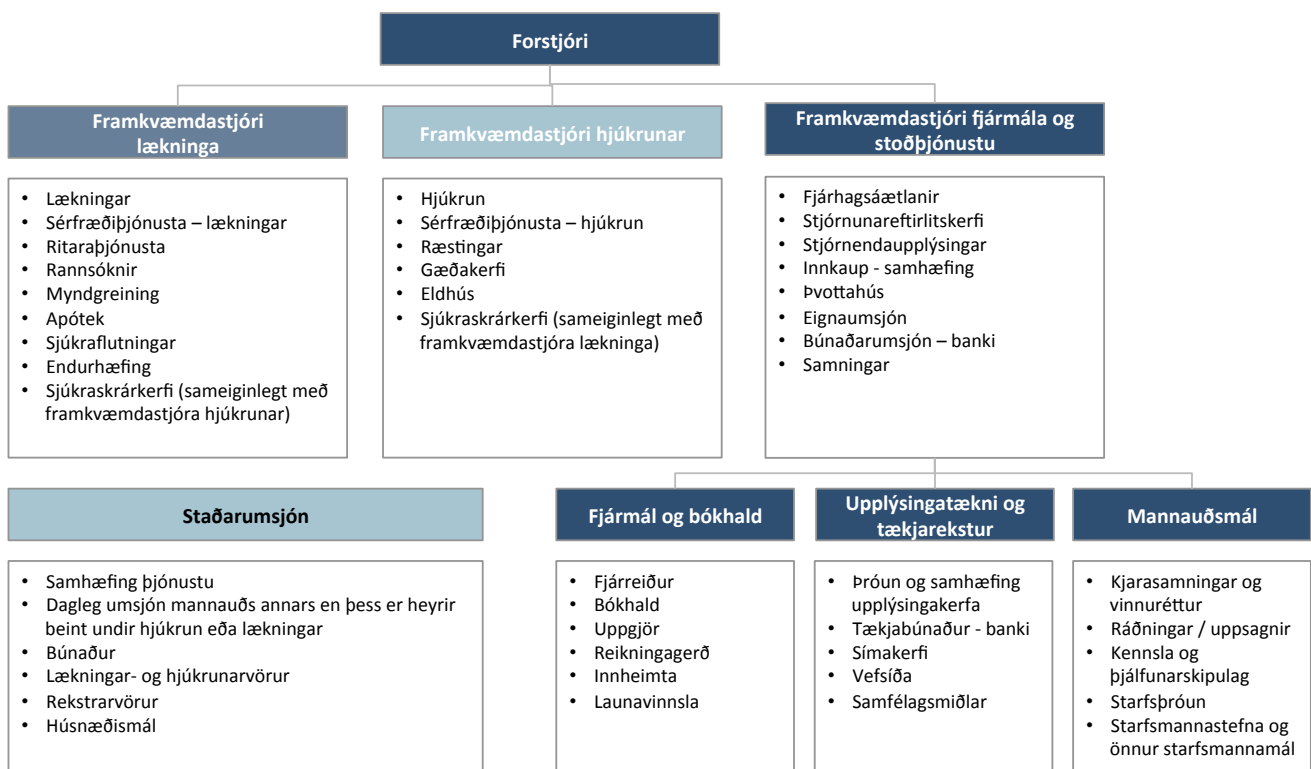 Forstjóri
Framkvæmdastjóri
lækninga
Framkvæmdastjóri hjúkrunar
Framkvæmdastjóri fjármála og
stoðþjónustu
• Lækningar
• Sérfræðiþjónusta – lækningar
• Ritaraþjónusta
• Rannsóknir
• Myndgreining
• Apótek
• Sjúkraflutningar
• Endurhæfing
• Sjúkraskrárkerfi (sameiginlegt með
framkvæmdastjóra hjúkrunar)
• Hjúkrun
• Sérfræðiþjónusta – hjúkrun
• Ræstingar
• Gæðakerfi
• Eldhús
• Sjúkraskrárkerfi (sameiginlegt með
framkvæmdastjóra lækninga)
• Fjárhagsáætlanir
• Stjórnunareftirlitskerfi
• Stjórnendaupplýsingar
• Innkaup - samhæfing
• Þvottahús
• Eignaumsjón
• Búnaðarumsjón – banki
• Samningar
Staðarumsjón
Fjármál og bókhald
Upplýsingatækni og
tækjarekstur
Mannauðsmál
• Samhæfing þjónustu
• Dagleg umsjón mannauðs annars en þess er heyrir
beint undir hjúkrun eða lækningar
• Búnaður
• Lækningar- og hjúkrunarvörur
• Rekstrarvörur
• Húsnæðismál
• Fjárreiður
• Bókhald
• Uppgjör
• Reikningagerð
• Innheimta
• Launavinnsla
• Þróun og samhæfing
upplýsingakerfa
• Tækjabúnaður - banki
• Símakerfi
• Vefsíða
• Samfélagsmiðlar
• Kjarasamningar og
vinnuréttur
• Ráðningar / uppsagnir
• Kennsla og
þjálfunarskipulag
• Starfsþróun
• Starfsmannastefna og
önnur starfsmannamál